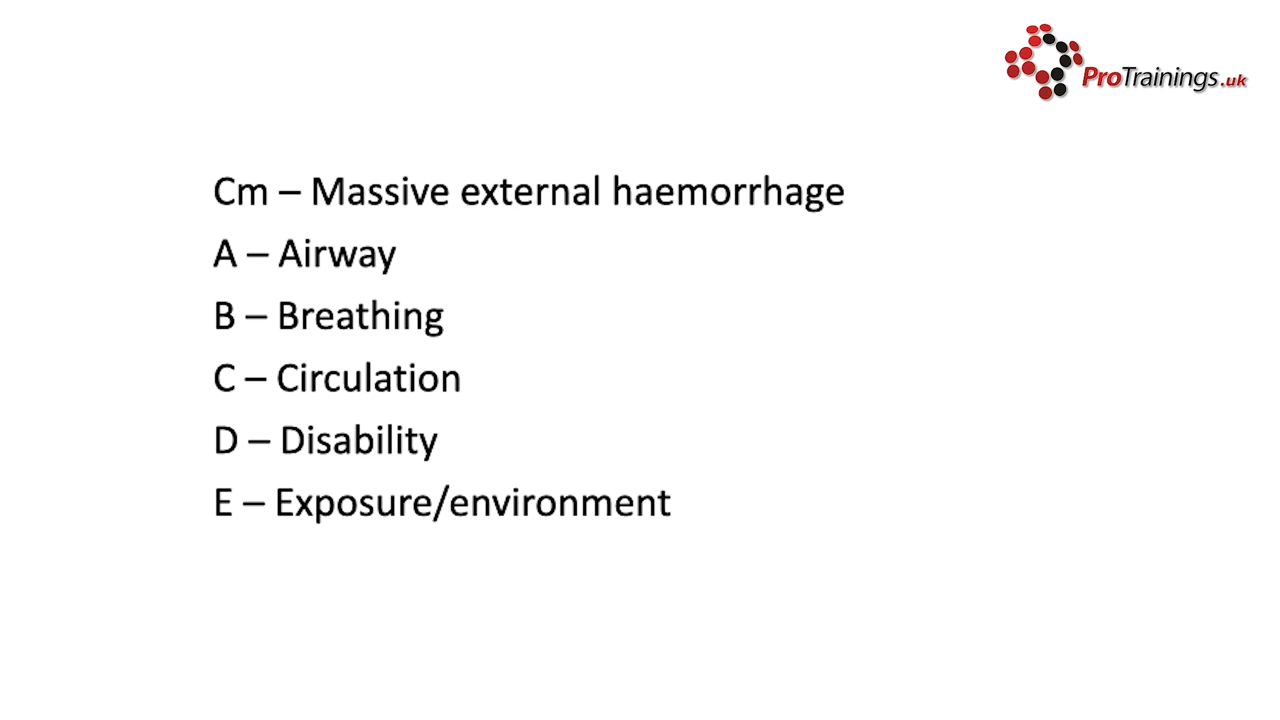 ProTrainings.uk
Cm – Massive external haemorrhage
A – Airway
B – Breathing
C – Circulation
D – Disability
E – Exposure/environment